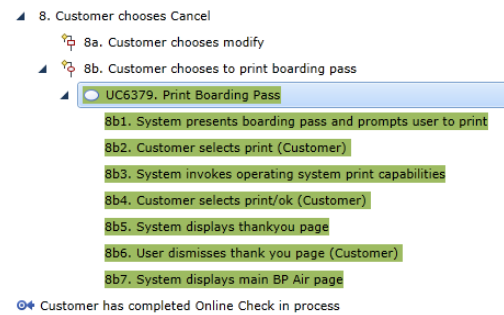 8. Customer chooses Cancel
8a. Customer chooses modify
8b. Customer chooses to print boarding pass
UC6379. Print Boarding Pass
8b1. System presents boarding pass and prompts user to print
8b2. Customer selects print (Customer)
8b3. System invokes operating system print capabilities
8b4. Customer selects print/ok (Customer)
8b5. System displays thankyou page
8b6. User dismisses thank you page (Customer)
8b7. System displays main BP Air page
Customer has completed Online Check in process